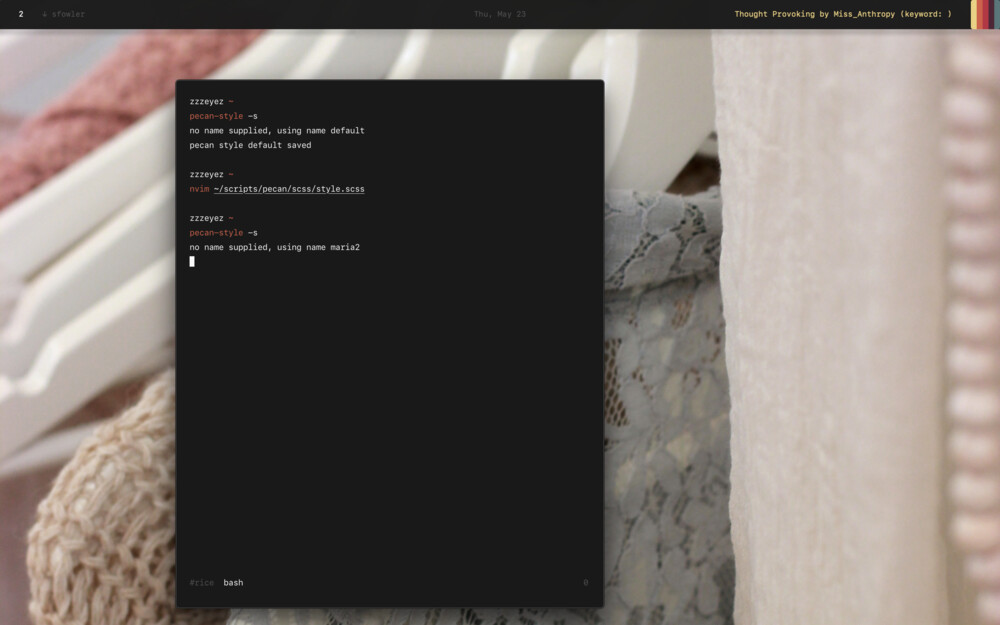 2 ≚ sfowler Thu, May 23 Thought Provoking by Miss_Anthropy (keyword: )
zzzeyez ~
pecan-style -s
no name supplied, using name default
pecan style default saved
zzzeyez ~
nvim ~/scripts/pecan/scss/style.scss
zzzeyez ~
pecan-style -s
no name supplied, using name maria2
#rice bash 0